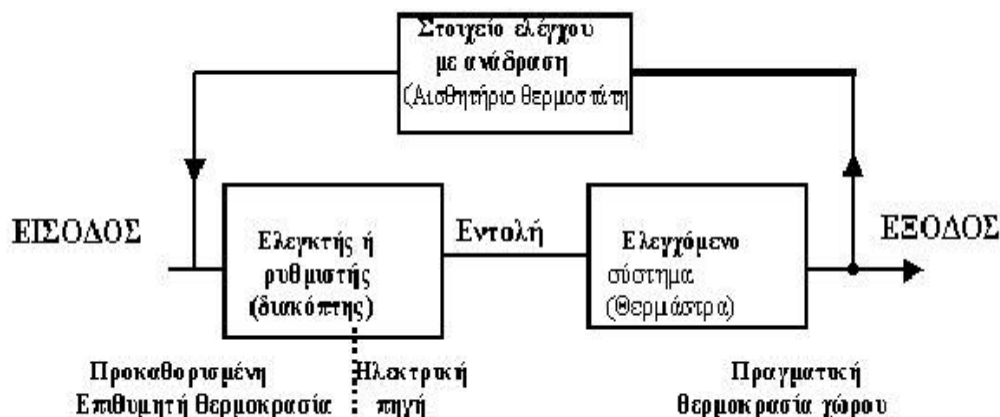 Στοιχείο ελέγχου
με ανάδραση
(Αισθητήριο θερμοστάτη
ΕΙΣΟΔΟΣ
Ελεγκτής ή
ρυθμιστής
(διακόπτης)
Εντολή
Ελεγχόμενο
σύστημα
(Θερμάστρα)
ΕΞΟΔΟΣ
Προκαθορισμένη
Επιθυμητή θερμοκρασία
Ηλεκτρική
πηγή
Πραγματική
θερμοκρασία χώρου